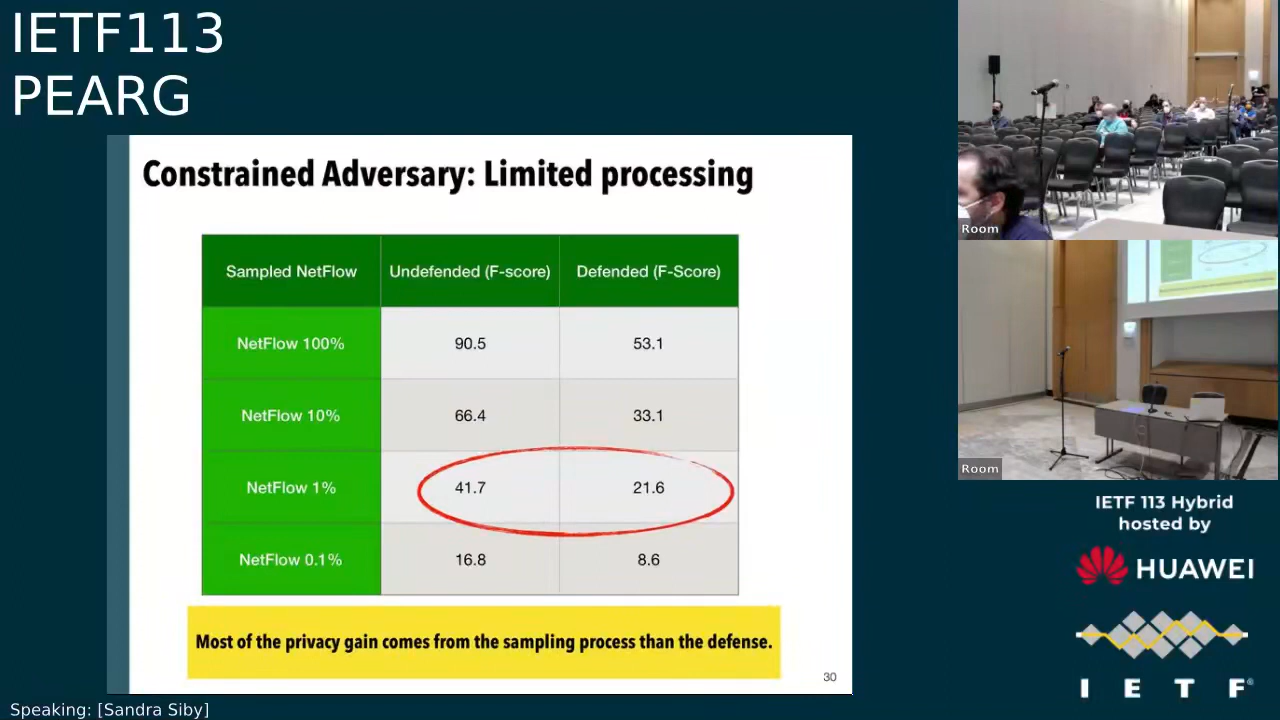 IETF113
PEARG
Constrained Adversary: Limited processing
Sampled NetFlow Undefended (F-score) Defended (F-Score)
NetFlow 100% 90.5 53.1
NetFlow 10% 66.4 33.1
NetFlow 1% 41.7 21.6
NetFlow 0.1% 16.8 8.6
Most of the privacy gain comes from the sampling process than the defense.
30
Room
Room
IETF 113 Hybrid
hosted by
HUAWEI
I E T F®
Speaking: [Sandra Siby]